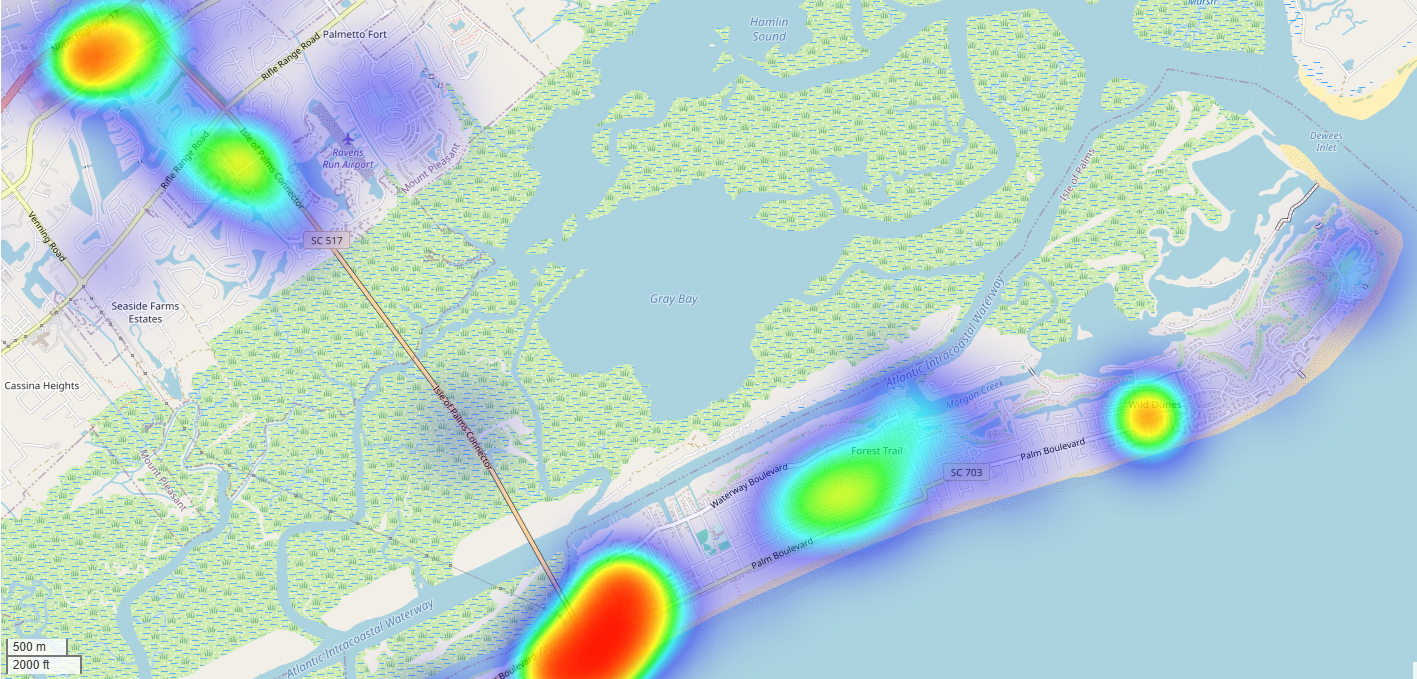 Hamlin
Sound
Palmetto Fort
Rifle Range Road
Dewees
Inlet
Ravens
Run Airport
Isle of Palms Connector
Rifle Range Road
Mount Pleasant
Isle of Palms
Venning Road
SC 517
Gray Bay
Seaside Farms
Estates
Atlantic Intracoastal Waterway
Cassina Heights
Morgan Creek
Wild Dunes
Isle of Palms Connector
Forest Trail
Palm Boulevard
SC 703
Mount Pleasant
Waterway Boulevard
Palm Boulevard
Atlantic Intracoastal Waterway
Boulevard
500 m
2000 ft